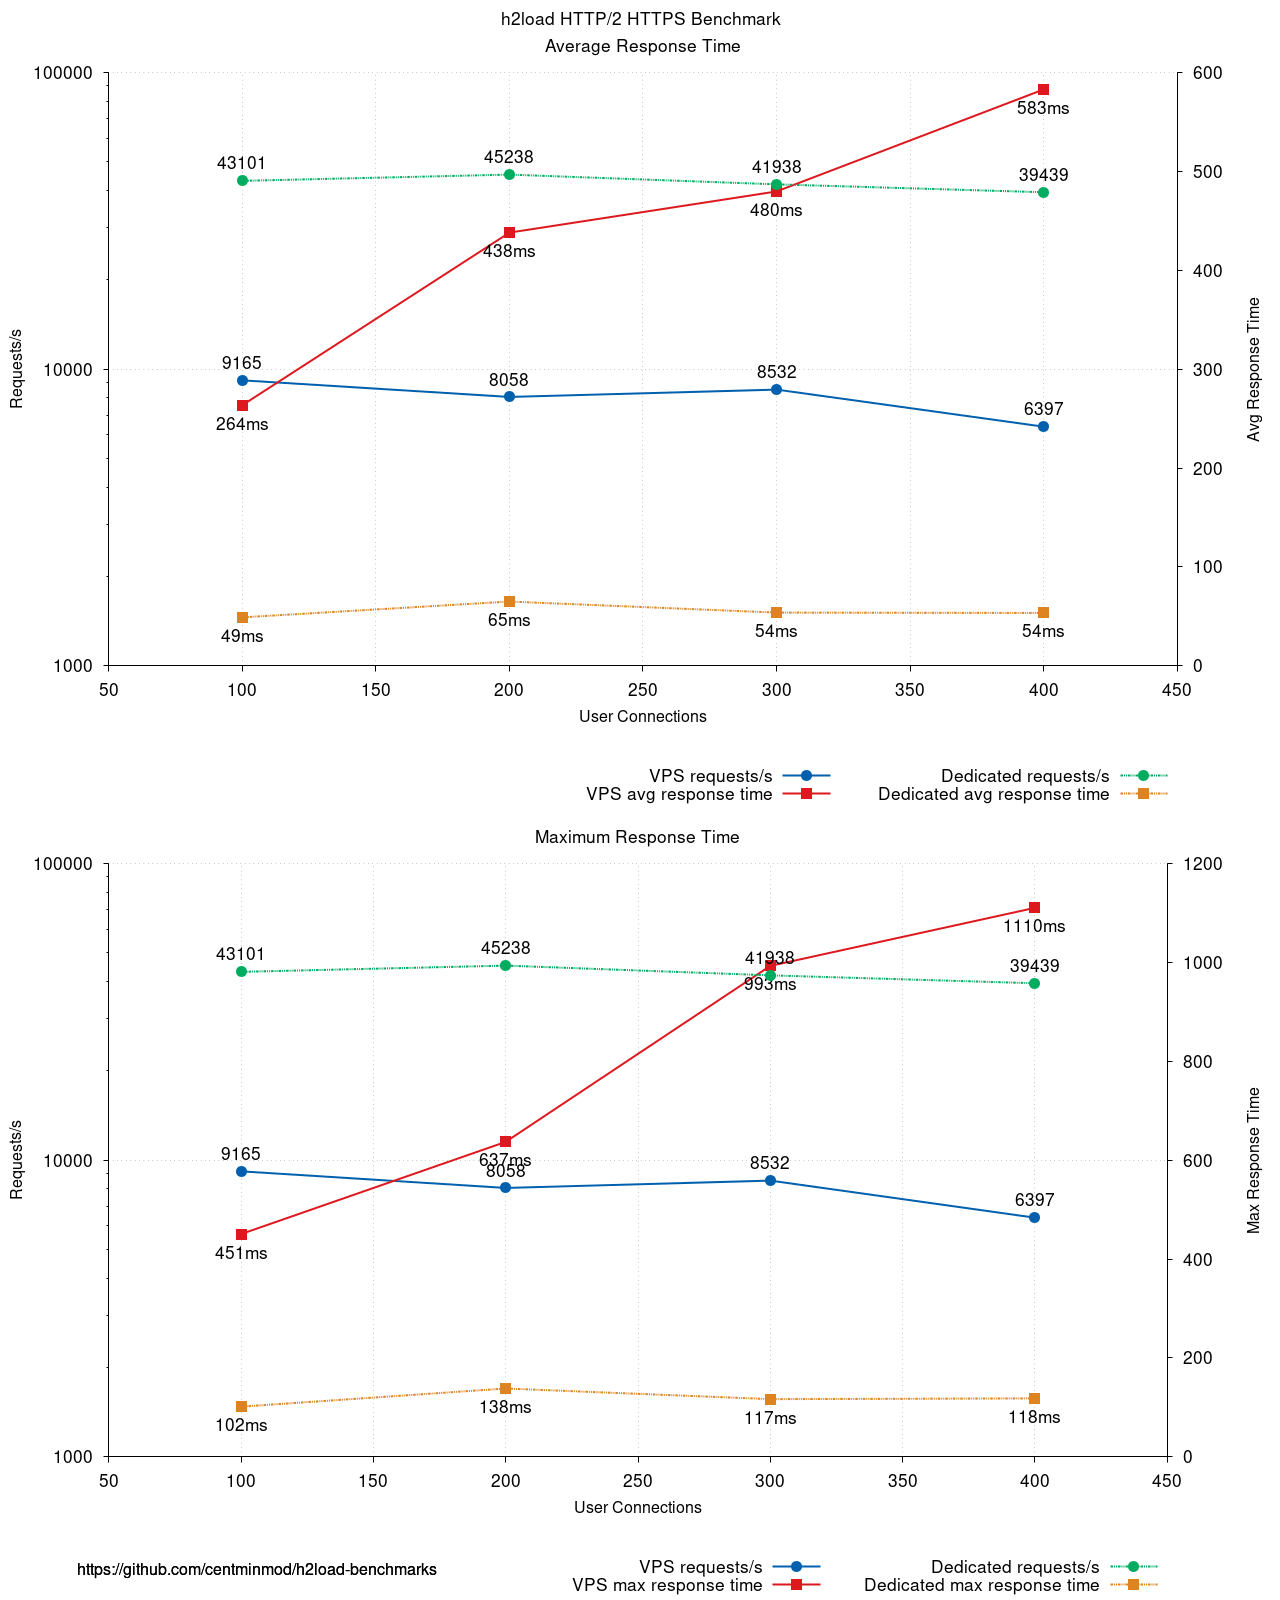 h2load HTTP/2 HTTPS Benchmark
Average Response Time
100000
10000
1000
Requests/s
600
500
400
300
200
100
0
Avg Response Time
43101
45238
41938
39439
583ms
480ms
438ms
264ms
9165
8058
8532
6397
49ms
65ms
54ms
54ms
50 100 150 200 250 300 350 400 450
User Connections
VPS requests/s Dedicated requests/s
VPS avg response time Dedicated avg response time
Maximum Response Time
100000
10000
1000
Requests/s
1200
1000
800
600
400
200
0
Max Response Time
43101
45238
41938
39439
1110ms
993ms
637ms
451ms
9165
8058
8532
6397
102ms
138ms
117ms
118ms
50 100 150 200 250 300 350 400 450
User Connections
https://github.com/centminmod/h2load-benchmarks
VPS requests/s Dedicated requests/s
VPS max response time Dedicated max response time